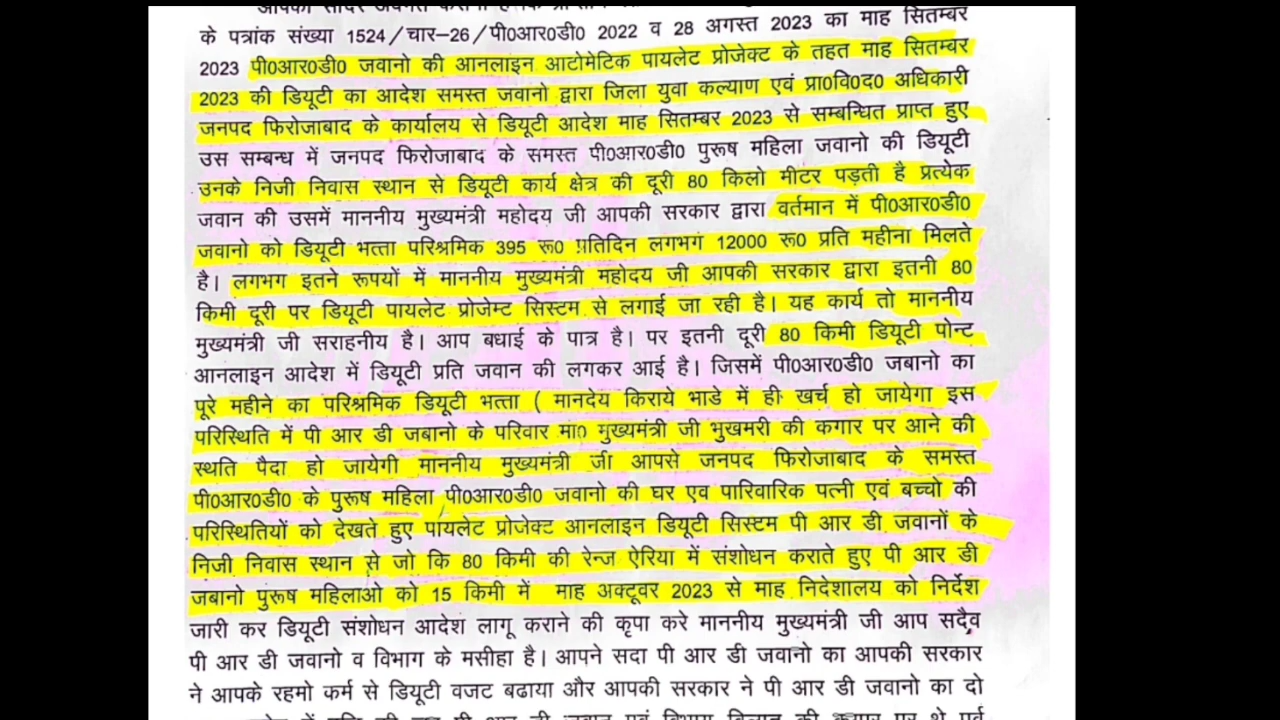 आपको सादर अवगत कराना
के पत्रांक संख्या 1524/चार–26/पी0आर0डी0 2022 व 28 अगस्त 2023 का माह सितम्बर
2023 पी0आर0डी0 जवानो की आनलाइन आटोमेटिक पायलेट प्रोजेक्ट के तहत माह सितम्बर
2023 की डियूटी का आदेश समस्त जवानो द्वारा जिला युवा कल्याण एवं प्रा0वि0द0 अधिकारी
जनपद फिरोजाबाद के कार्यालय से डियूटी आदेश माह सितम्बर 2023 से सम्बन्धित प्राप्त हुए
उस सम्बन्ध में जनपद फिरोजाबाद के समस्त पी0आर0डी0 पुरूष महिला जवानो की डियूटी
उनके निजी निवास स्थान से डियूटी कार्य क्षेत्र की दूरी 80 किलो मीटर पड़ती है प्रत्येक
जवान की उसमें माननीय मुख्यमंत्री महोदय जी आपकी सरकार द्वारा वर्तमान में पी0आर0डी0
जवानो को डियूटी भत्ता परिश्रमिक 395 रू0 प्रतिदिन लगभग 12000 रू0 प्रति महीना मिलते
है। लगभग इतने रूपयों में माननीय मुख्यमंत्री महोदय जी आपकी सरकार द्वारा इतनी 80
किमी दूरी पर डियूटी पायलेट प्रोजेम्ट सिस्टम से लगाई जा रही है। यह कार्य तो माननीय
मुख्यमंत्री जी सराहनीय है। आप बधाई के पात्र है। पर इतनी दूरी 80 किमी डियूटी पोन्ट
आनलाइन आदेश में डियूटी प्रति जवान की लगकर आई है। जिसमें पी0आर0डी0 जबानो का
पूरे महीने का परिश्रमिक डियूटी भत्ता ( मानदेय किराये भाडे में ही खर्च हो जायेगा इस
परिस्थिति में पी आर डी जबानो के परिवार मा0 मुख्यमंत्री जी भुखमरी की कगार पर आने की
स्थति पैदा हो जायेगी माननीय मुख्यमंत्री र्जा आपसे जनपद फिरोजाबाद के समस्त
पी0आर0डी0 के पुरूष महिला पी0आर0डी0 जवानो की घर एव पारिवारिक पत्नी एवं बच्चो की
परिस्थितियों को देखते हुए पायलेट प्रोजेक्ट आनलाइन डियूटी सिस्टम पी आर डी जवानों के
निजी निवास स्थान से जो कि 80 किमी की रेन्ज ऐरिया में संशोधन कराते हुए पी आर डी
जबानो पुरूष महिलाओ को 15 किमी में माह अक्टूवर 2023 से माह निदेशालय को निर्देश
जारी कर डियूटी संशोधन आदेश लागू कराने की कृपा करे माननीय मुख्यमंत्री जी आप सदैव
पी आर डी जवानो व विभाग के मसीहा है। आपने सदा पी आर डी जवानो का आपकी सरकार
ने आपके रहमो कर्म से डियूटी वजट बढाया और आपकी सरकार ने पी आर डी जवानो का दो